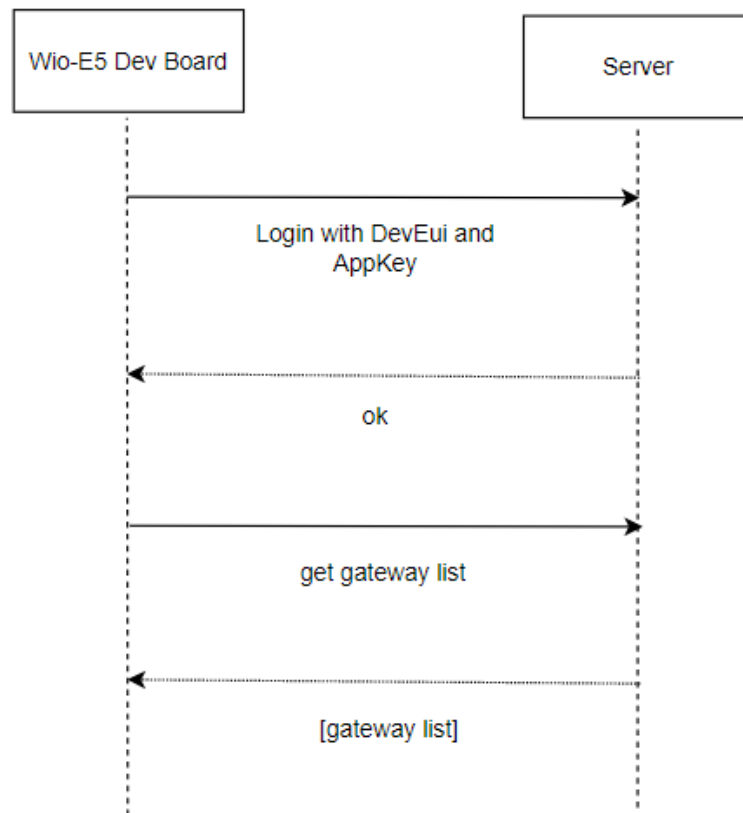 Wio-E5 Dev Board
Server
Login with DevEui and
AppKey
ok
get gateway list
[gateway list]